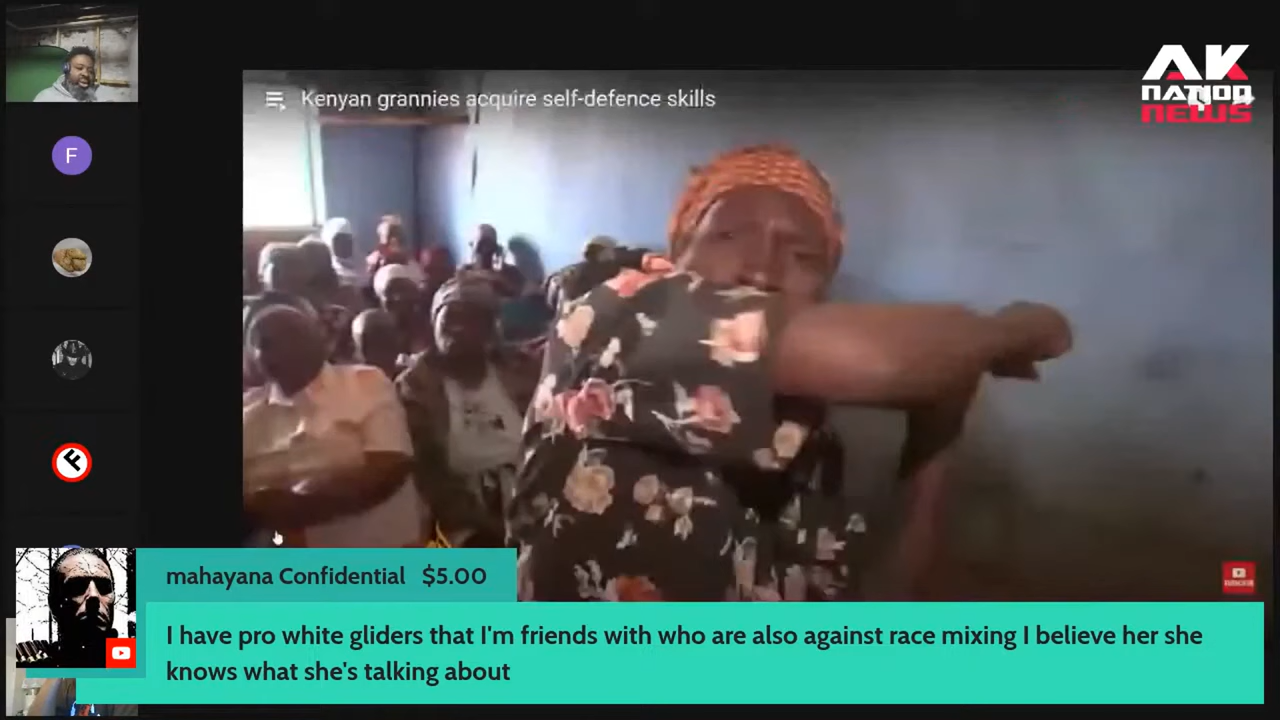 AK
NATION
NEWS
Kenyan grannies acquire self-defence skills
F
F
mahayana Confidential $5.00
I have pro white gliders that I'm friends with who are also against race mixing I believe her she
knows what she's talking about
SUBSCRIBE